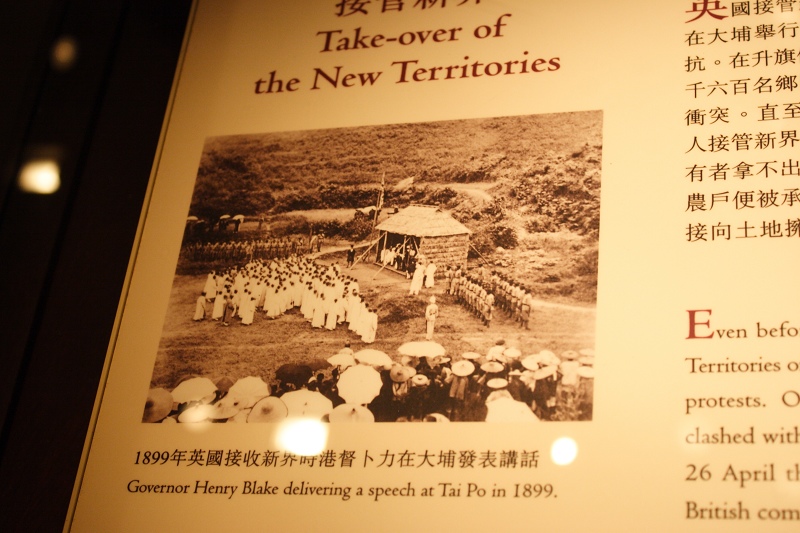 接管新界
Take-over of
the New Territories
1899年英國接收新界時港督卜力在大埔發表講話
Governor Henry Blake delivering a speech at Tai Po in 1899.
英國接管
在大埔舉行
抗。在升旗
千六百名鄉
衝突。直至
人接管新界
有者拿不出
農戶便被承
接向土地擁
Even befo
Territories o
protests. O
clashed with
26 April th
British com